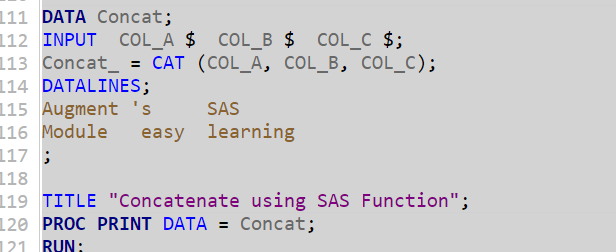 111 DATA Concat;
112 INPUT  COL_A $  COL_B $  COL_C $;
113 Concat_ = CAT (COL_A, COL_B, COL_C);
114 DATALINES;
115 Augment 's     SAS
116 Module   easy  learning
117 ;
118
119 TITLE "Concatenate using SAS Function";
120 PROC PRINT DATA = Concat;
121 RUN;